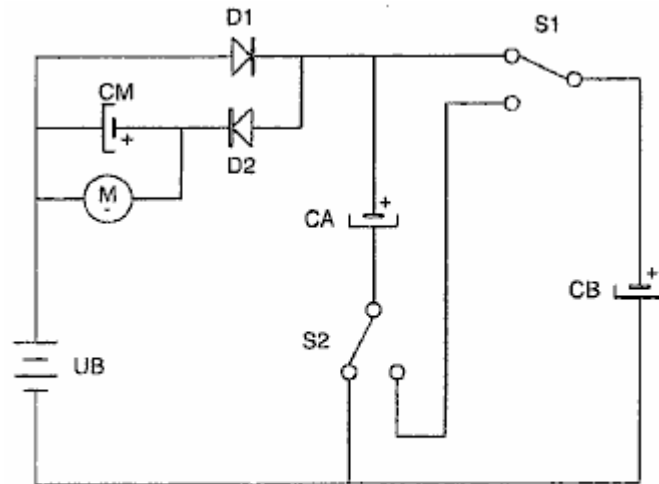 D1
S1
CM
+
D2
M
-
+
CA
+
CB
S2
UB